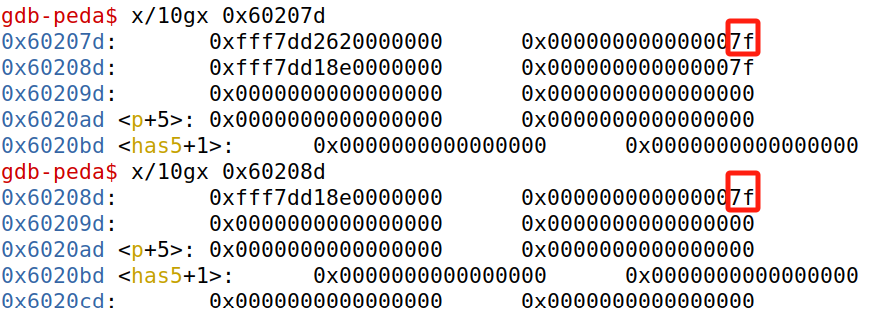 gdb-peda$ x/10gx 0x60207d
0x60207d: 0xfff7dd2620000000 0x000000000000007f
0x60208d: 0xfff7dd18e0000000 0x000000000000007f
0x60209d: 0x0000000000000000 0x0000000000000000
0x6020ad <p+5>: 0x0000000000000000 0x0000000000000000
0x6020bd <has5+1>: 0x0000000000000000 0x0000000000000000
gdb-peda$ x/10gx 0x60208d
0x60208d: 0xfff7dd18e0000000 0x000000000000007f
0x60209d: 0x0000000000000000 0x0000000000000000
0x6020ad <p+5>: 0x0000000000000000 0x0000000000000000
0x6020bd <has5+1>: 0x0000000000000000 0x0000000000000000
0x6020cd: 0x0000000000000000 0x0000000000000000